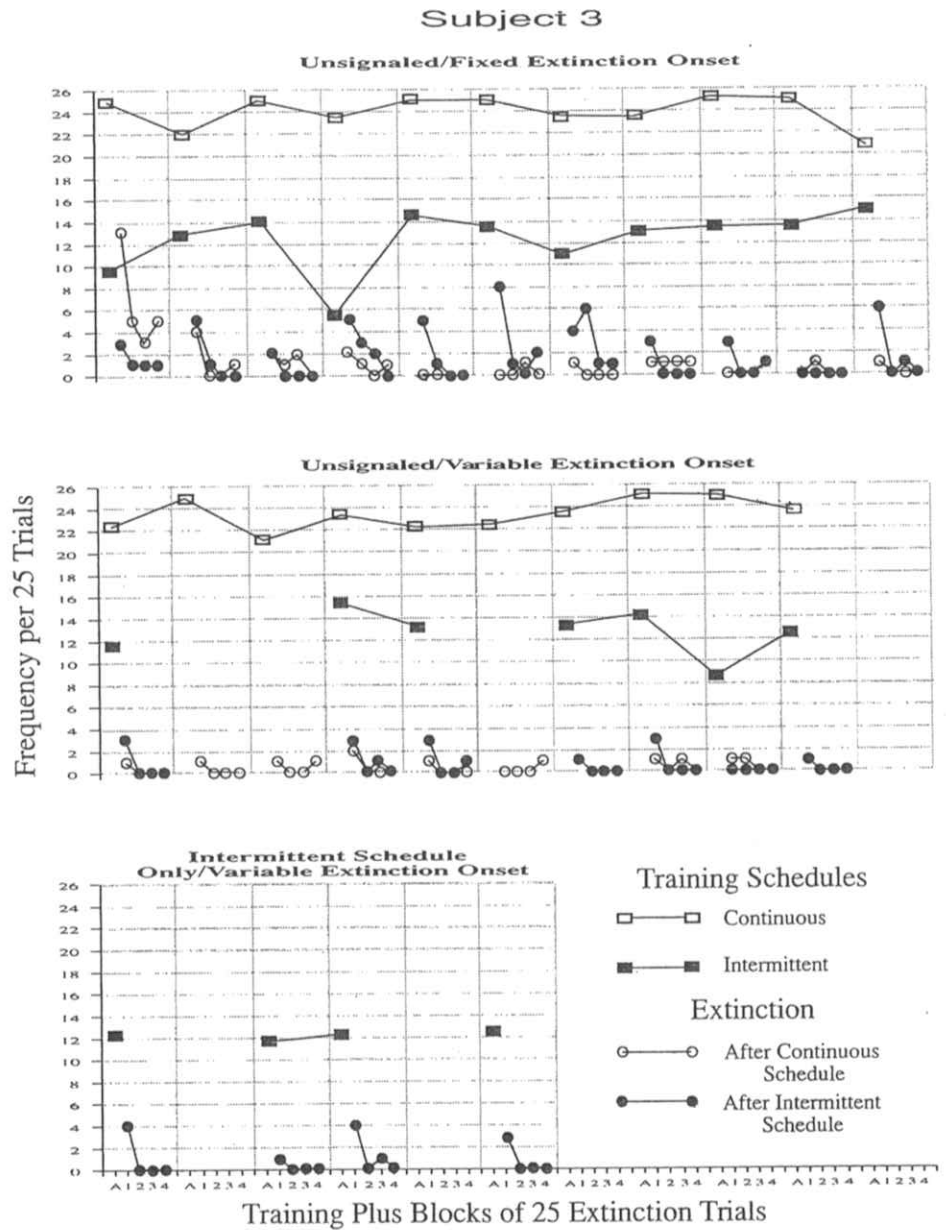 Subject 3
Unsignaled/Fixed Extinction Onset
26
24
22
20
18
16
14
12
10
8
6
4
2
0
Unsignaled/Variable Extinction Onset
26
24
22
20
18
16
14
12
10
8
6
4
2
0
Frequency per 25 Trials
Intermittent Schedule
Only/Variable Extinction Onset
26
24
22
20
18
16
14
12
10
8
6
4
2
0
Training Schedules
Continuous
Intermittent
Extinction
After Continuous
Schedule
After Intermittent
Schedule
A 1 2 3 4 A 1 2 3 4 A 1 2 3 4 A 1 2 3 4 A 1 2 3 4 A 1 2 3 4 A 1 2 3 4 A 1 2 3 4 A 1 2 3 4 A 1 2 3 4 A 1 2 3 4
Training Plus Blocks of 25 Extinction Trials